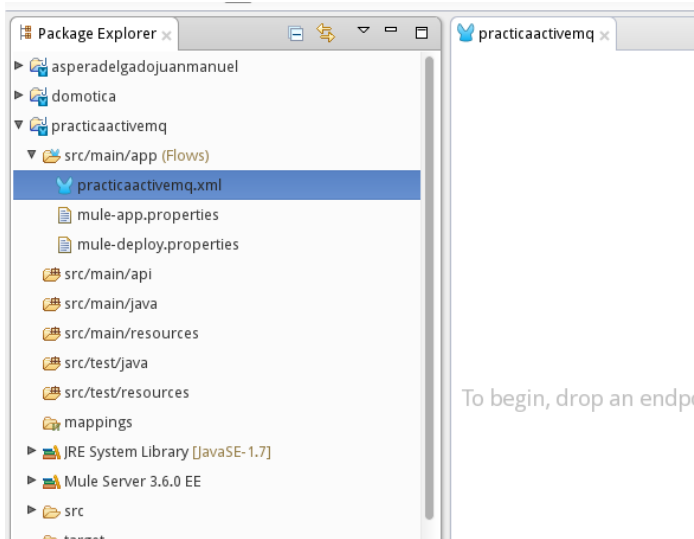 Package Explorer
practicaactivemq
asperadelgadojuanmanuel
domotica
practicaactivemq
src/main/app (Flows)
practicaactivemq.xml
mule-app.properties
mule-deploy.properties
src/main/api
src/main/java
src/main/resources
src/test/java
src/test/resources
To begin, drop an endpo
mappings
JRE System Library [JavaSE-1.7]
Mule Server 3.6.0 EE
src
target